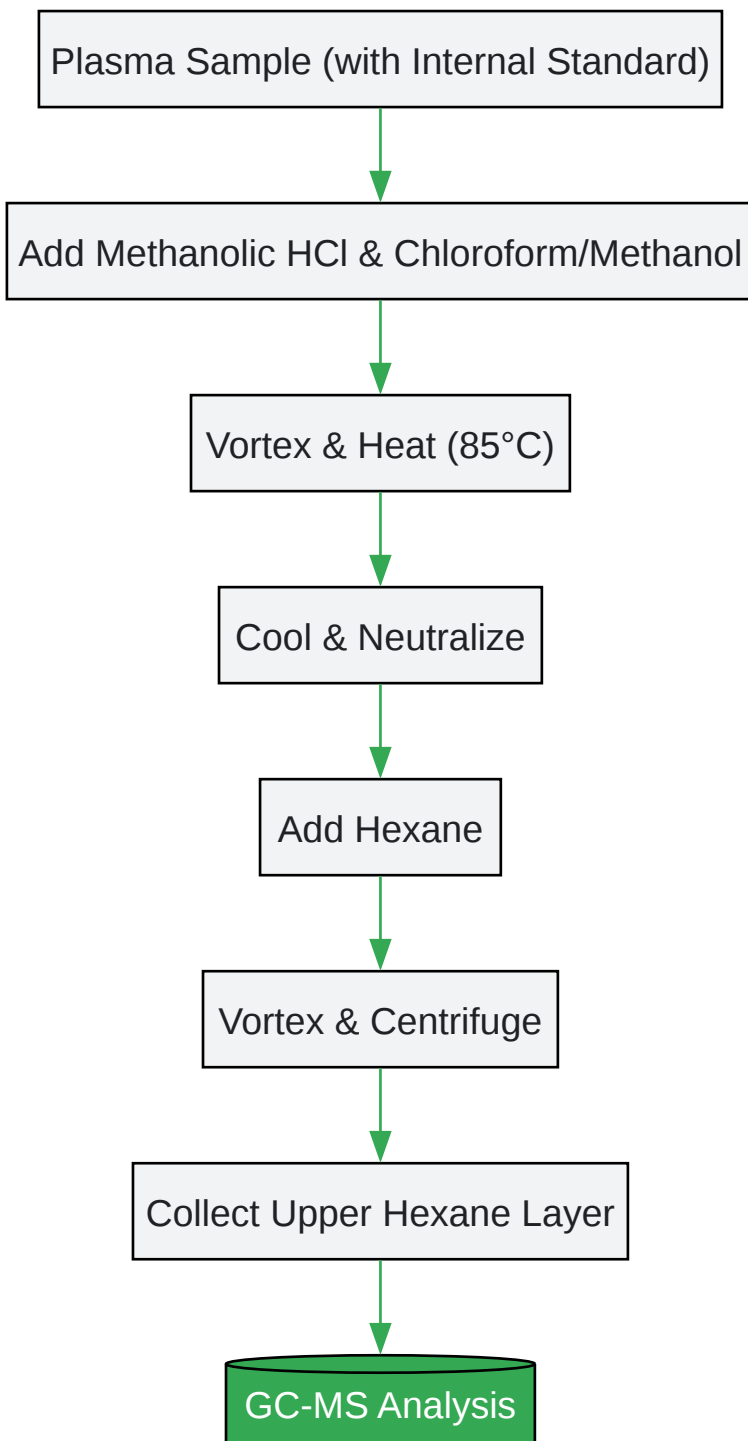 Plasma Sample (with Internal Standard)
Add Methanolic HCl & Chloroform/Methanol
Vortex & Heat (85°C)
Cool & Neutralize
Add Hexane
Vortex & Centrifuge
Collect Upper Hexane Layer
GC-MS Analysis